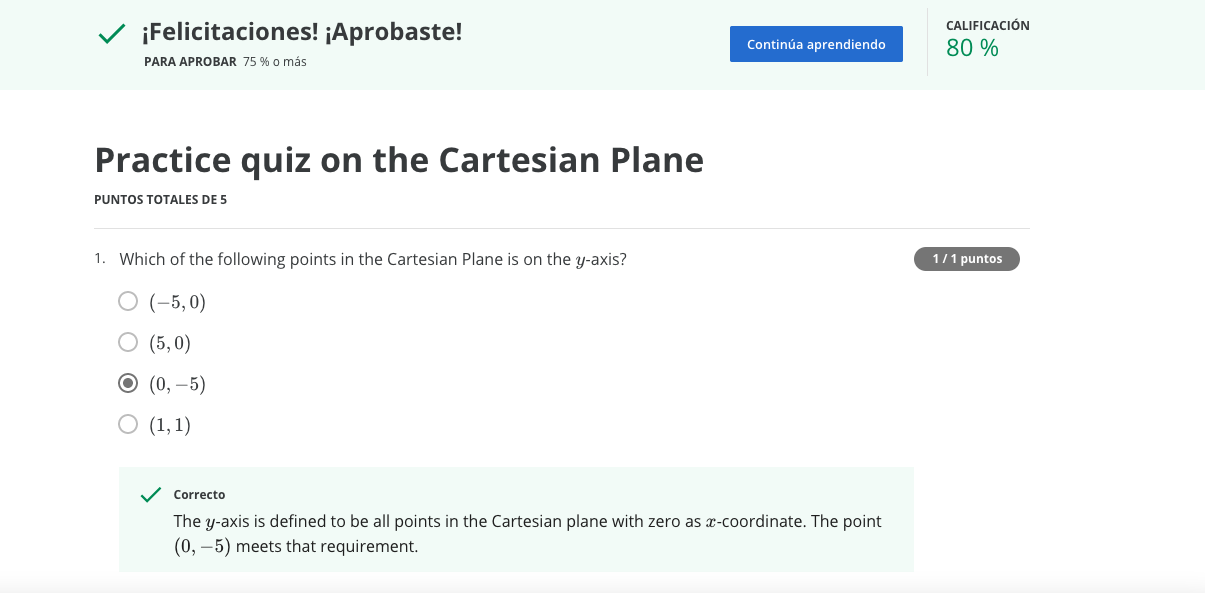 ¡Felicitaciones! ¡Aprobaste!
PARA APROBAR 75 % o más
Continúa aprendiendo
CALIFICACIÓN
80 %
Practice quiz on the Cartesian Plane
PUNTOS TOTALES DE 5
1. Which of the following points in the Cartesian Plane is on the y-axis?
1 / 1 puntos
(−5, 0)
(5, 0)
(0, −5)
(1, 1)
Correcto
The y-axis is defined to be all points in the Cartesian plane with zero as x-coordinate. The point
(0, −5) meets that requirement.